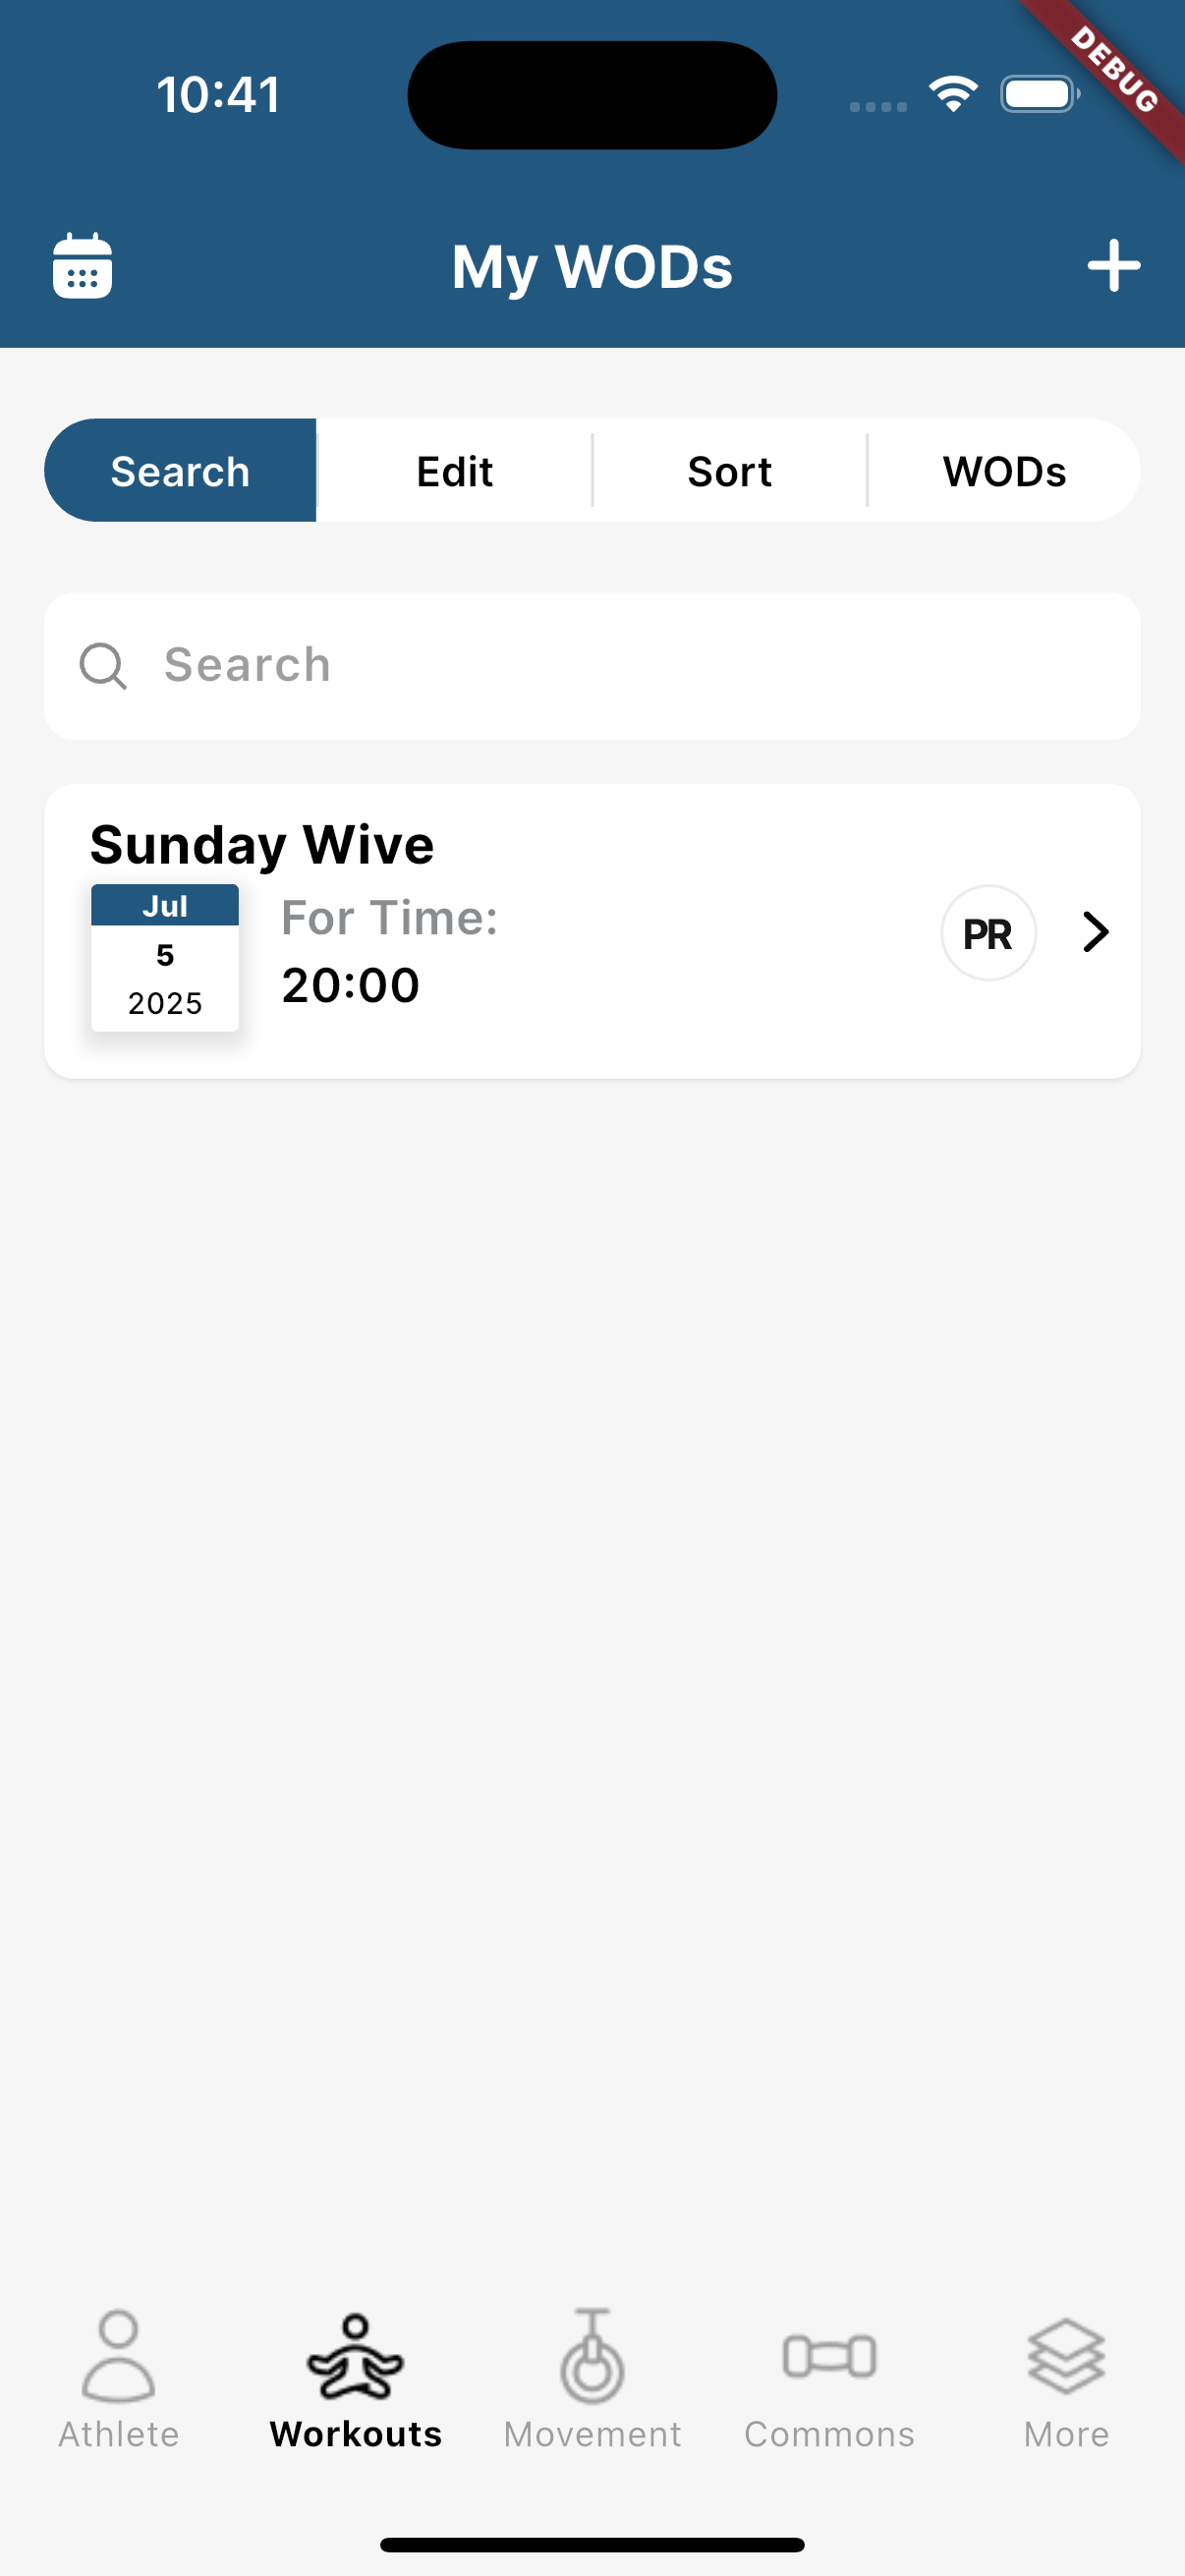 10:41
DEBUG
My WODs
Search
Edit
Sort
WODs
Search
Sunday Wive
Jul
5
2025
For Time:
20:00
PR
Athlete
Workouts
Movement
Commons
More